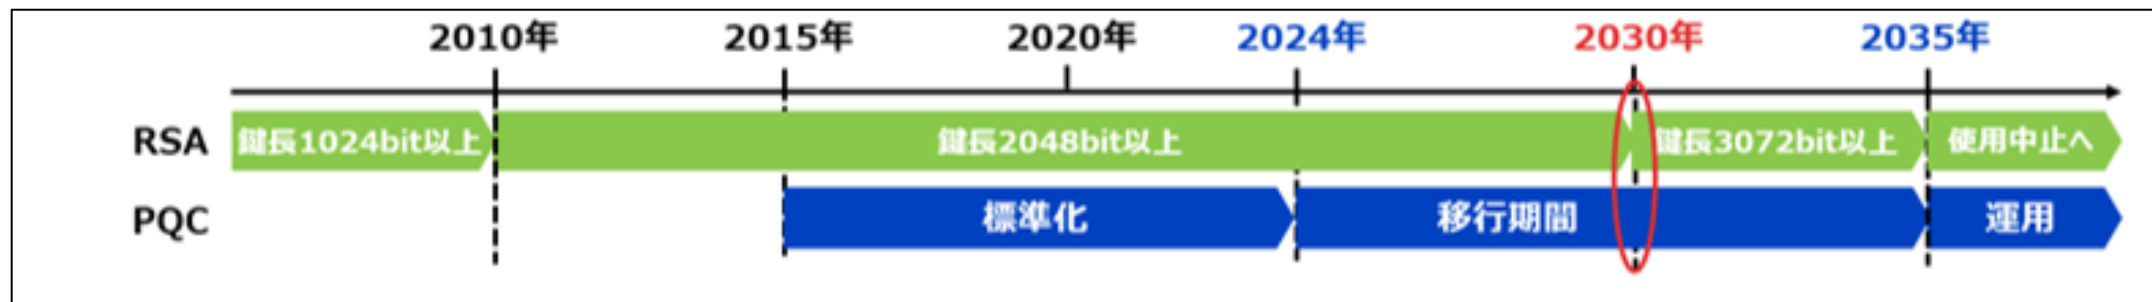 2010年 2015年 2020年 2024年 2030年 2035年
RSA 鍵長1024bit以上 鍵長2048bit以上 鍵長3072bit以上 使用中止へ
PQC 標準化 移行期間 運用